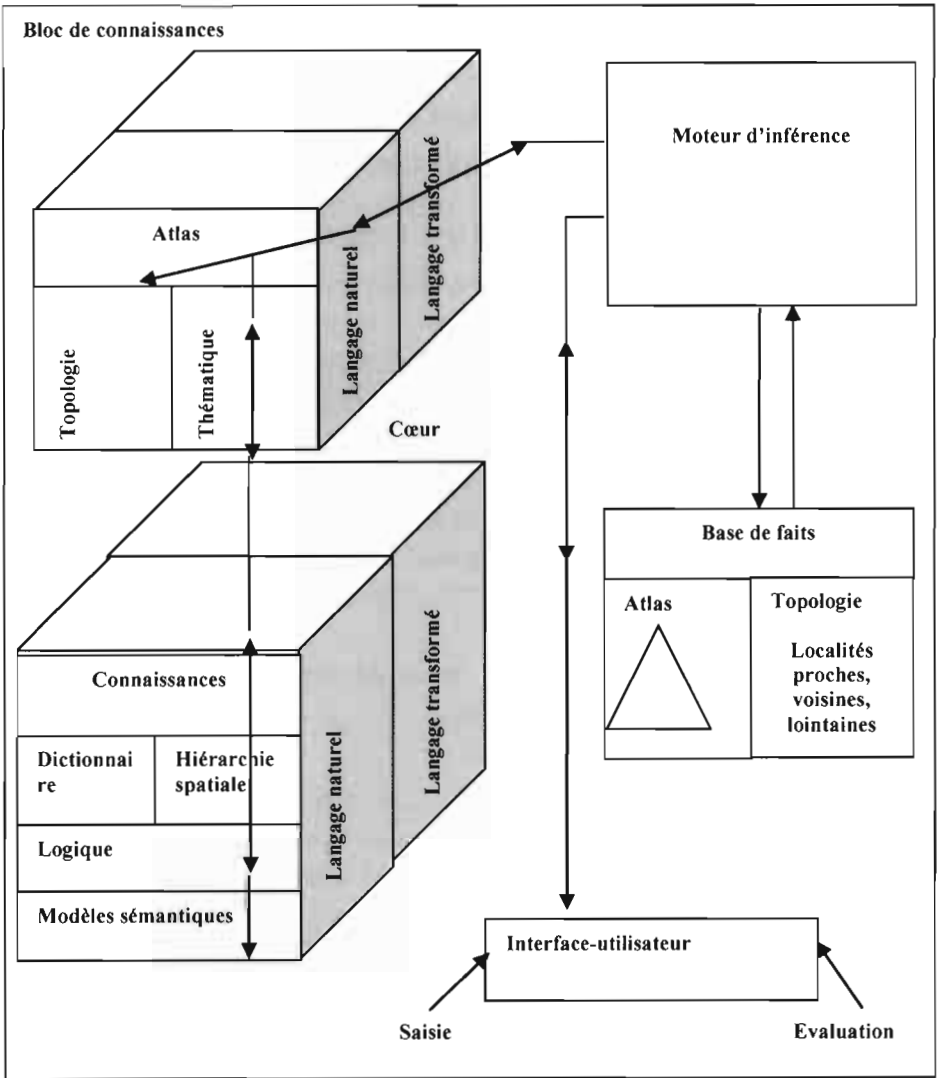 Bloc de connaissances
Moteur d'inférence
Atlas
Topologie
Thématique
Langage naturel
Langage transformé
Cœur
Base de faits
Atlas
Topologie
Localités
proches,
voisines,
lointaines
Connaissances
Dictionnai
re
Hiérarchie
spatiale
Logique
Modèles sémantiques
Langage naturel
Langage transformé
Interface-utilisateur
Saisie
Evaluation